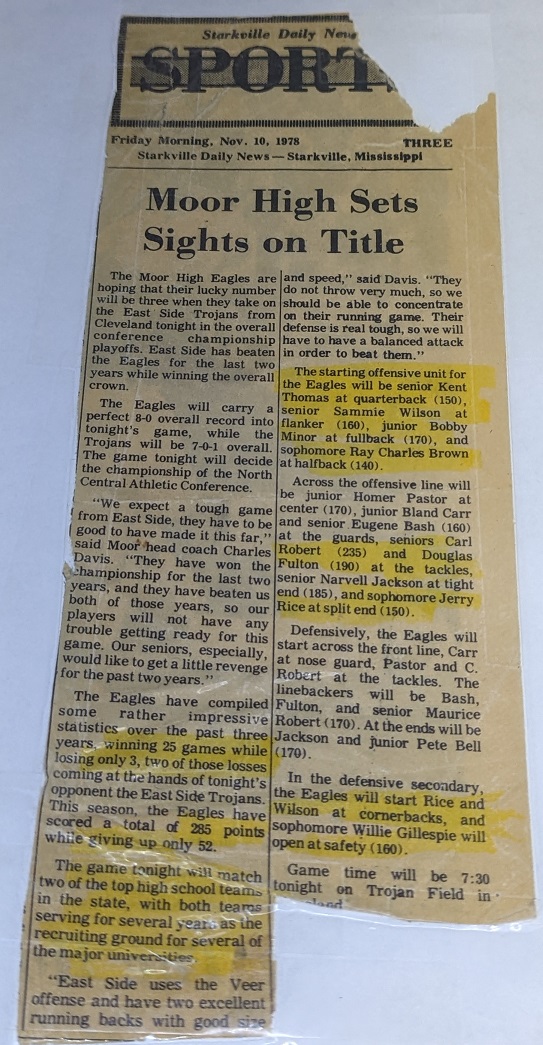 Starkville Daily New
SPORT
Friday Morning, Nov. 10, 1978 THREE
Starkville Daily News — Starkville, Mississippi
Moor High Sets
Sights on Title
The Moor High Eagles are
hoping that their lucky number
will be three when they take on
the East Side Trojans from
Cleveland tonight in the overall
conference championship
playoffs. East Side has beaten
the Eagles for the last two
years while winning the overall
crown.
The Eagles will carry a
perfect 8-0 overall record into
tonight's game, while the
Trojans will be 7-0-1 overall.
The game tonight will decide
the championship of the North
Central Athletic Conference.
"We expect a tough game
from East Side, they have to be
good to have made it this far,"
said Moor head coach Charles
Davis. "They have won the
championship for the last two
years, and they have beaten us
both of those years, so our
players will not have any
trouble getting ready for this
game. Our seniors, especially,
would like to get a little revenge
for the past two years."
The Eagles have compiled
some rather impressive
statistics over the past three
years, winning 25 games while
losing only 3, two of those losses
coming at the hands of tonight's
opponent the East Side Trojans.
This season, the Eagles have
scored a total of 285 points
while giving up only 52.
The game tonight will match
two of the top high school teams
in the state, with both teams
serving for several years as the
recruiting ground for several of
the major universities.
"East Side uses the Veer
offense and have two excellent
running backs with good size
and speed," said Davis. "They
do not throw very much, so we
should be able to concentrate
on their running game. Their
defense is real tough, so we will
have to have a balanced attack
in order to beat them."
The starting offensive unit for
the Eagles will be senior Kent
Thomas at quarterback (150),
senior Sammie Wilson at
flanker (160), junior Bobby
Minor at fullback (170), and
sophomore Ray Charles Brown
at halfback (140).
Across the offensive line will
be junior Homer Pastor at
center (170), junior Bland Carr
and senior Eugene Bash (160)
at the guards, seniors Carl
Robert (235) and Douglas
Fulton (190) at the tackles,
senior Narvell Jackson at tight
end (185), and sophomore Jerry
Rice at split end (150).
Defensively, the Eagles will
start across the front line, Carr
at nose guard, Pastor and C.
Robert at the tackles. The
linebackers will be Bash,
Fulton, and senior Maurice
Robert (170). At the ends will be
Jackson and junior Pete Bell
(170).
In the defensive secondary,
the Eagles will start Rice and
Wilson at cornerbacks, and
sophomore Willie Gillespie will
open at safety (160).
Game time will be 7:30
tonight on Trojan Field in